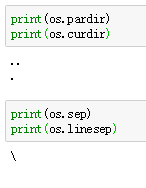 print(os.pardir)
print(os.curdir)
..
.
print(os.sep)
print(os.linesep)
\